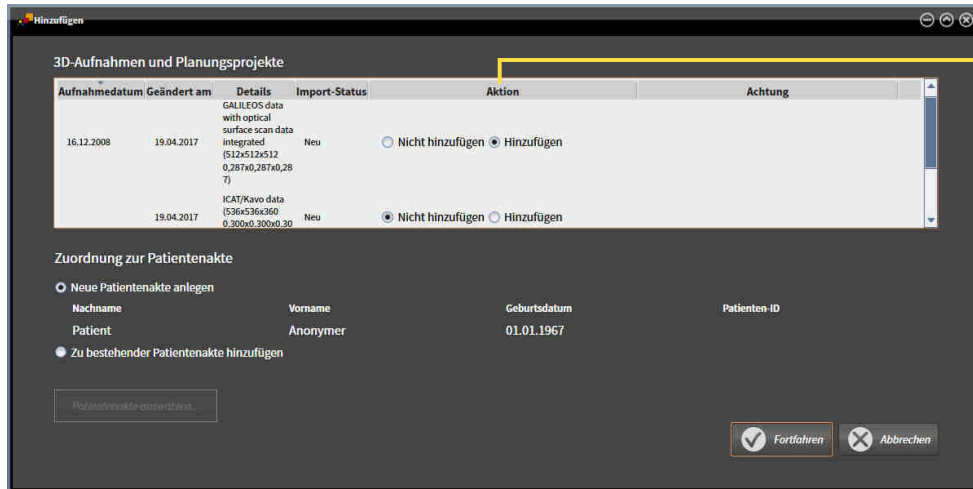 Hinzufügen
3D-Aufnahmen und Planungsprojekte
Aufnahmedatum Geändert am Details Import-Status Aktion Achtung
GALILEOS data
with optical
surface scan data
16.12.2008 19.04.2017 integrated Neu Nicht hinzufügen Hinzufügen
(512x512x512
0,287x0,287x0,28
7)
ICAT/Kavo data
19.04.2017 (536x536x360 Neu Nicht hinzufügen Hinzufügen
0.300x0.300x0.30
Zuordnung zur Patientenakte
Neue Patientenakte anlegen
Nachname Vorname Geburtsdatum Patienten-ID
Patient Anonymer 01.01.1967
Zu bestehender Patientenakte hinzufügen
Patientenakte auswählen...
Fortfahren Abbrechen